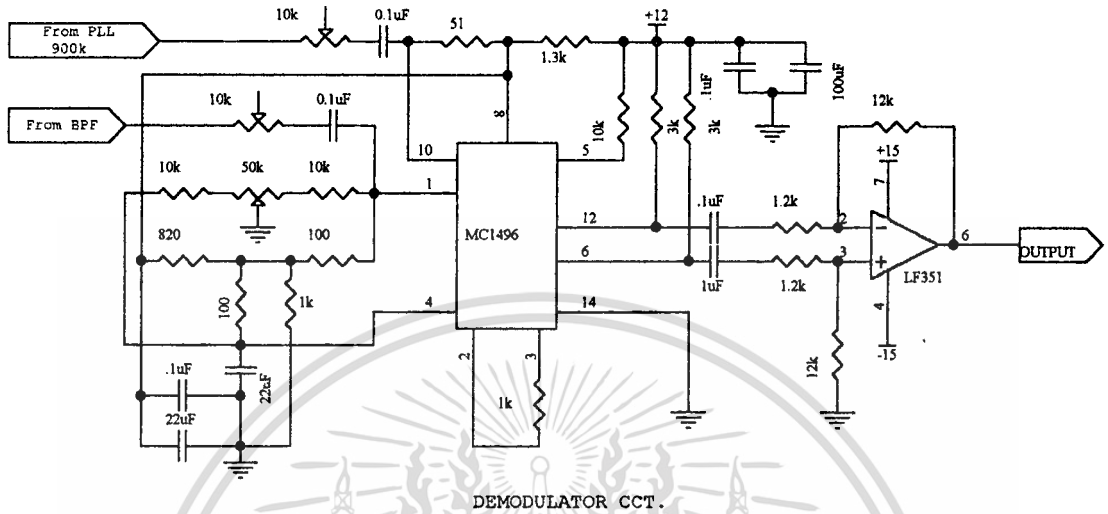 From PLL
900k
10k
0.1uF
51
1.3k
+12
.1uF
100uF
From BPF
10k
0.1uF
8
10k
3k
3k
12k
10
5
+15
7
10k
50k
10k
1
MC1496
12
.1uF
1.2k
2
6
OUTPUT
820
100
6
1uF
1.2k
3
LF351
100
1k
4
14
4
-15
.1uF
22uF
22uF
2
3
1k
12k
DEMODULATOR CCT.